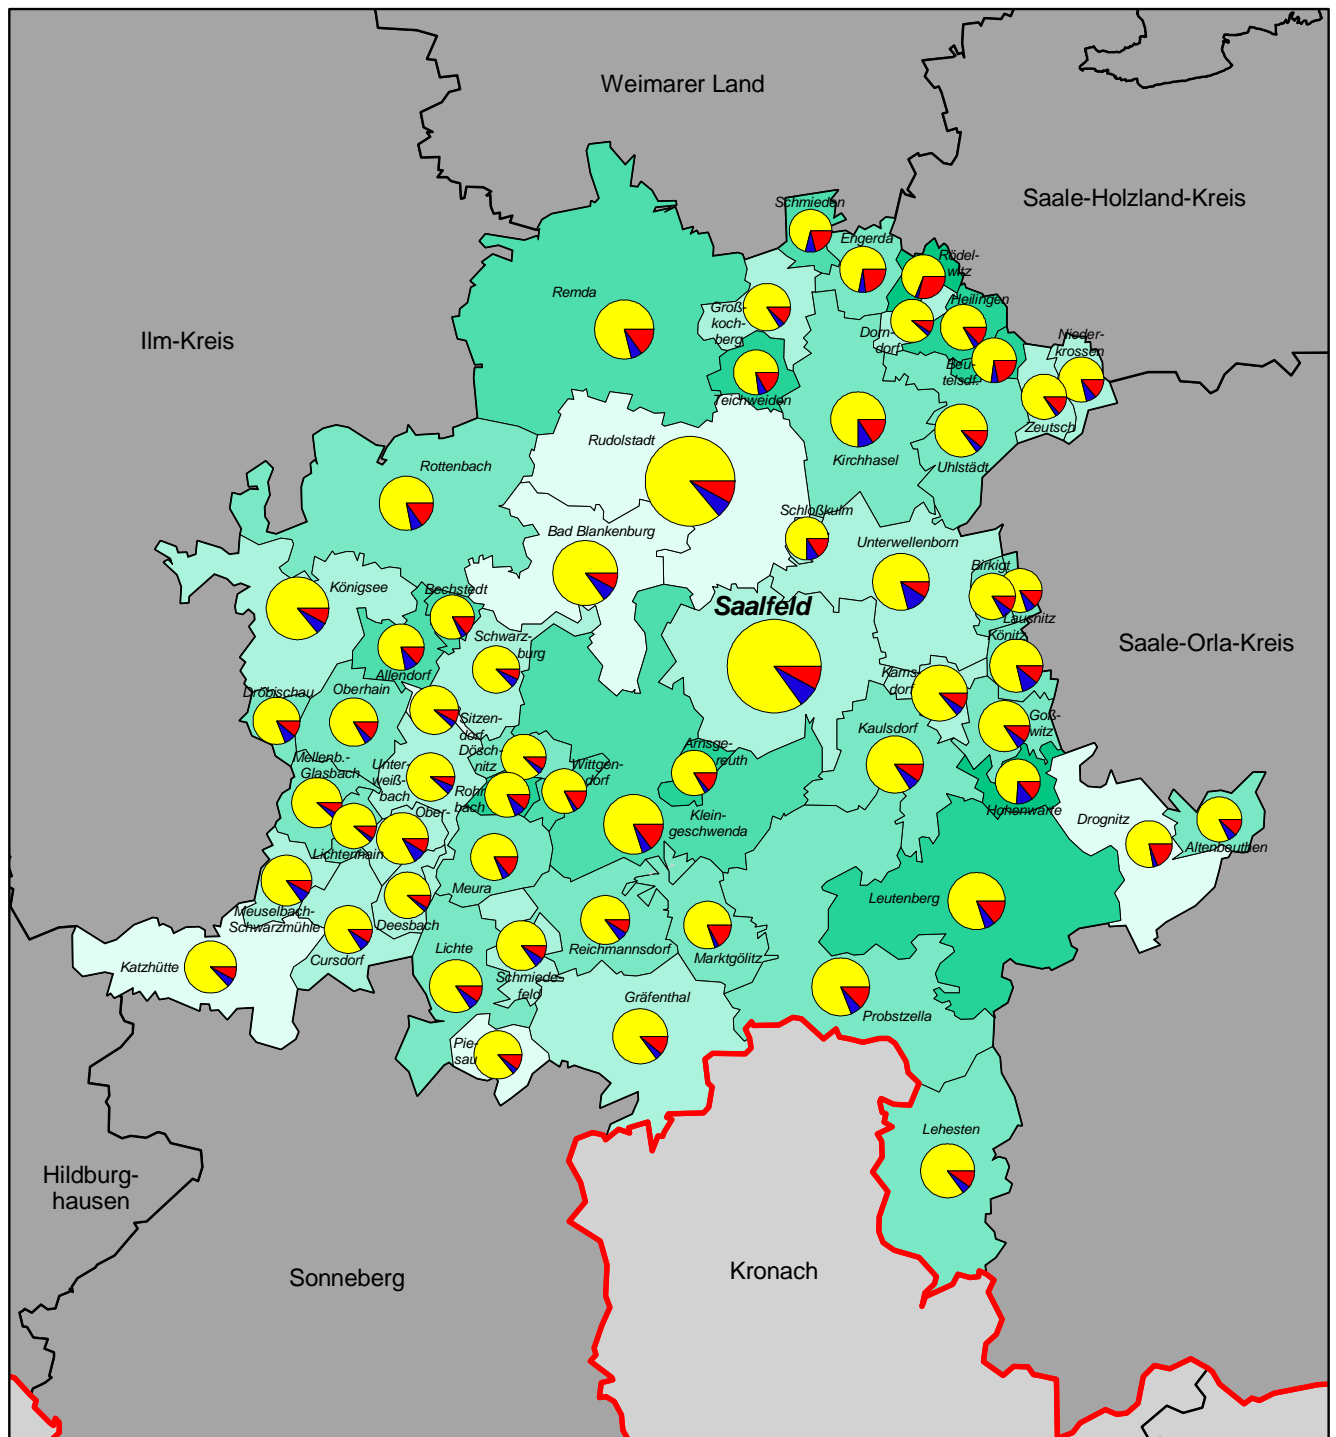 Weimarer Land
Saale-Holzland-Kreis
Ilm-Kreis
Schmieden
Engerda
Rödel-
witz
Remda
Heilingen
Groß-
koch-
berg
Dorn-
dorf
Nieder-
krossen
Beu-
telsdf.
Teichweiden
Zeutsch
Rudolstadt
Kirchhasel
Uhlstädt
Rottenbach
Schloßkulm
Bad Blankenburg
Unterwellenborn
Birkigt
Königsee
Bechstedt
Saalfeld
Lausnitz
Könitz
Saale-Orla-Kreis
Schwarz-
burg
Allendorf
Kams-
dorf
Dröbischau
Oberhain
Sitzen-
dorf
Goß-
witz
Kaulsdorf
Mellenb.-
Glasbach
Unter-
weiß-
bach
Dösch-
nitz
Wittgen-
dorf
Arnsge-
reuth
Rohr-
bach
Hohenwarte
Ober-
Klein-
geschwenda
Drognitz
Altenbeuthen
Lichtenhain
Meura
Leutenberg
Meuselbach-
Schwarzmühle
Deesbach
Cursdorf
Katzhütte
Lichte
Reichmannsdorf
Marktgölitz
Schmiede-
feld
Gräfenthal
Probstzella
Pie-
sau
Lehesten
Hildburg-
hausen
Sonneberg
Kronach